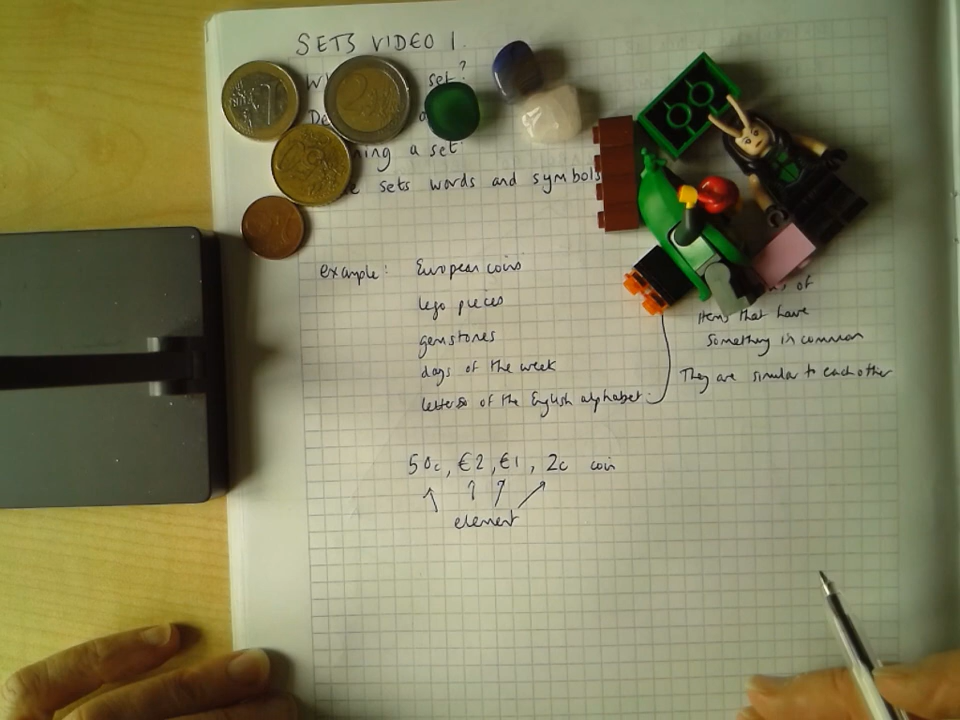 SETS VIDEO 1.
set?
a set
sets words and symbols
example: European coins
lego pieces
gemstones
days of the week
letters of the English alphabet
of
items that have
something in common
They are similar to each other
50c, €2, €1, 2c coin
element